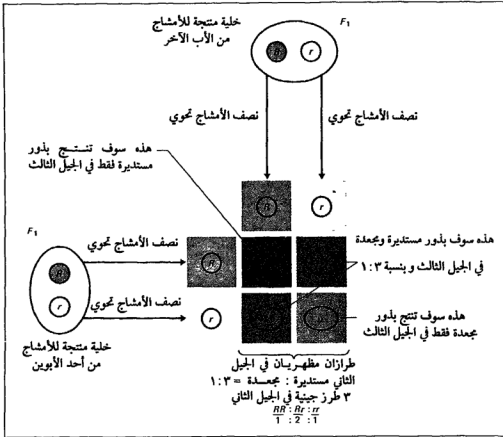 خلية منتجة للأمشاج
من الأب الآخر
F₁
R r
نصف الأمشاج تحوي
نصف الأمشاج تحوي
هذه سوف تنتج بذور
مستديرة فقط في الجيل الثالث
R
r
F₁
R
r
نصف الأمشاج تحوي
نصف الأمشاج تحوي
R
r
خلية منتجة للأمشاج
من أحد الأبوين
هذه سوف بذور مستديرة ومجعدة
في الجيل الثالث وبنسبة ٣:١
هذه سوف تنتج بذور
مجعدة فقط في الجيل الثالث
طرازان مظهريان في الجيل
الثاني مستديرة : مجعدة = ٣:١
٣ طرز جينية في الجيل الثاني
RR : Rr : rr
1 : 2 : 1